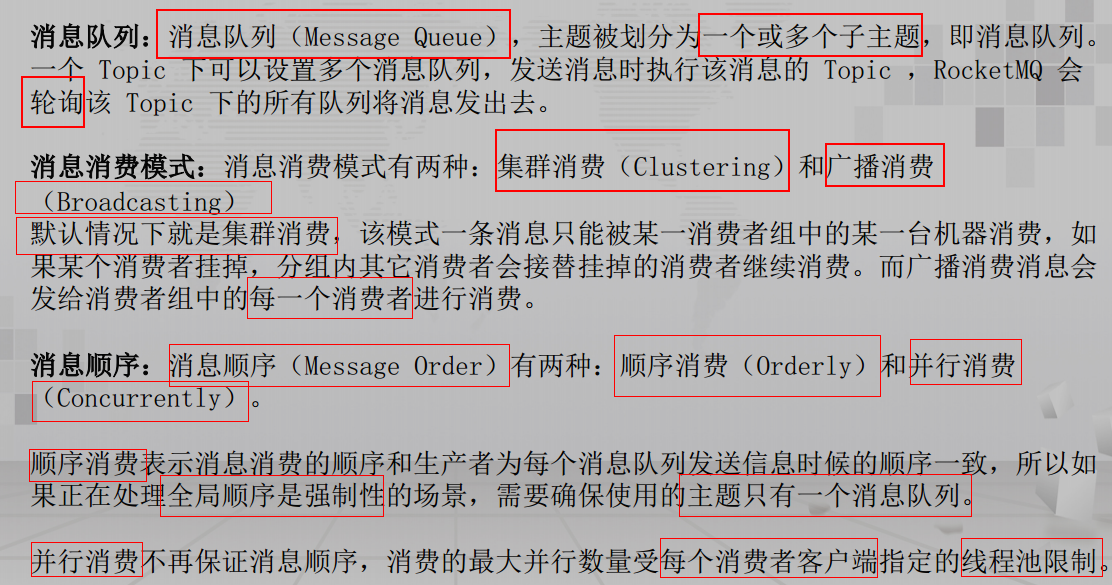 消息队列：消息队列（Message Queue），主题被划分为一个或多个子主题，即消息队列。
一个 Topic 下可以设置多个消息队列，发送消息时执行该消息的 Topic ，RocketMQ 会
轮询该 Topic 下的所有队列将消息发出去。
消息消费模式：消息消费模式有两种：集群消费（Clustering）和广播消费
（Broadcasting）
默认情况下就是集群消费，该模式一条消息只能被某一消费者组中的某一台机器消费，如
果某个消费者挂掉，分组内其它消费者会接替挂掉的消费者继续消费。而广播消费消息会
发给消费者组中的每一个消费者进行消费。
消息顺序：消息顺序（Message Order）有两种：顺序消费（Orderly）和并行消费
（Concurrently）。
顺序消费表示消息消费的顺序和生产者为每个消息队列发送信息时候的顺序一致，所以如
果正在处理全局顺序是强制性的场景，需要确保使用的主题只有一个消息队列。
并行消费不再保证消息顺序，消费的最大并行数量受每个消费者客户端指定的线程池限制。